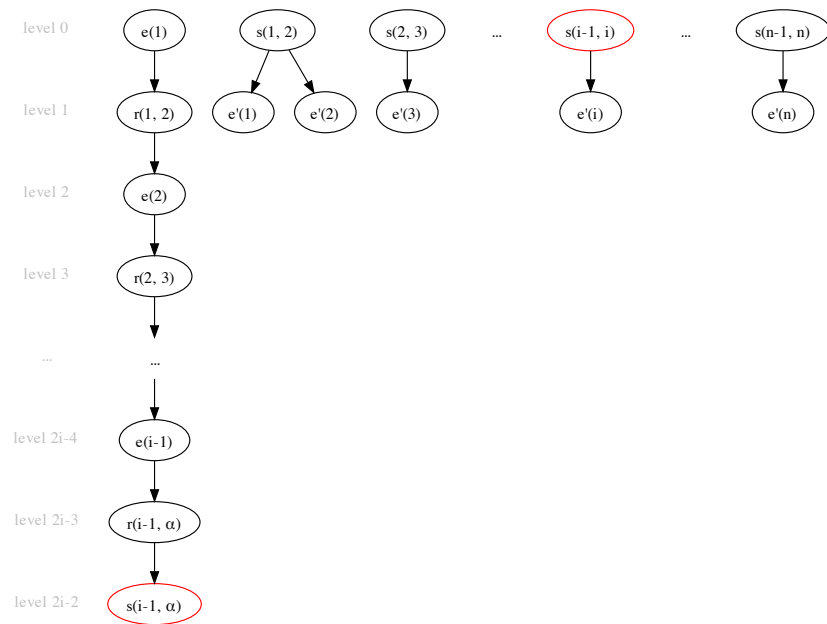 level 0 e(1) s(1, 2) s(2, 3) ... s(i-1, i) ... s(n-1, n)
level 1 r(1, 2) e'(1) e'(2) e'(3) e'(i) e'(n)
level 2 e(2)
level 3 r(2, 3)
... ...
level 2i-4 e(i-1)
level 2i-3 r(i-1, α)
level 2i-2 s(i-1, α)